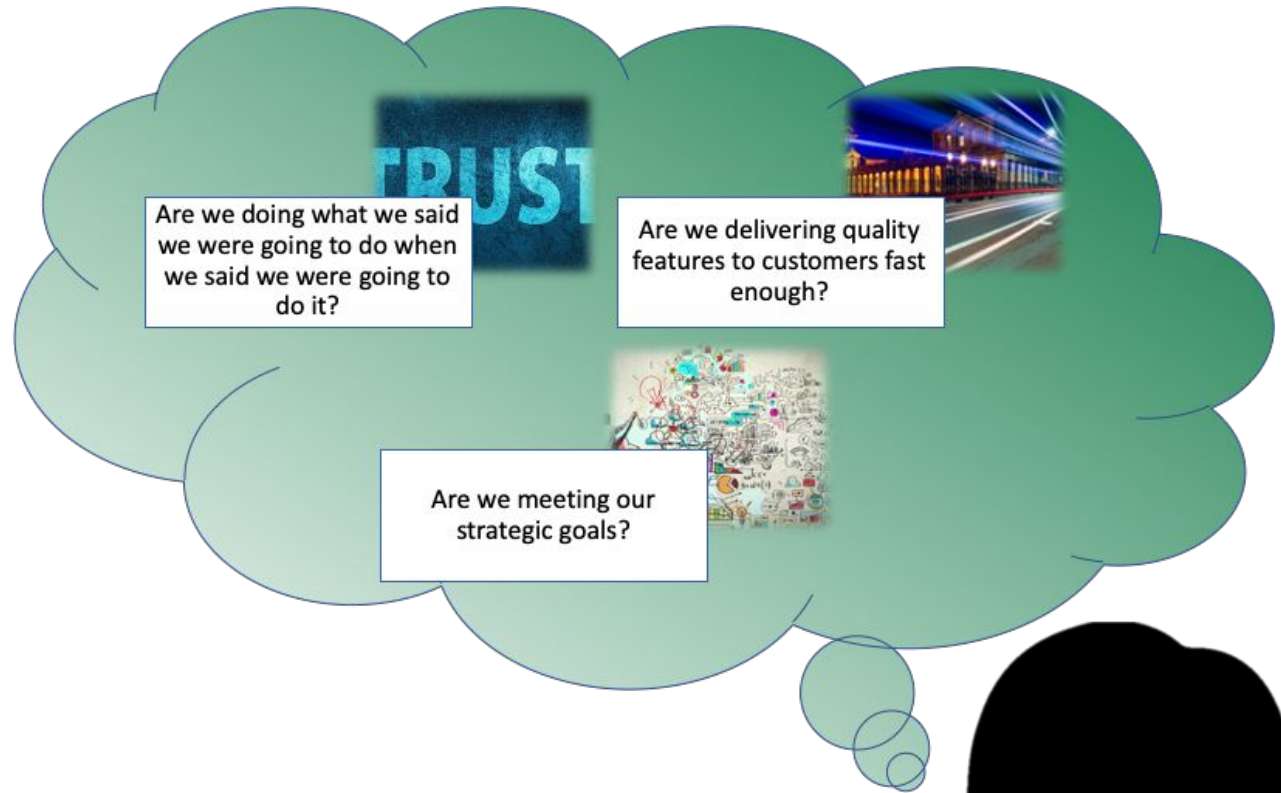 TRUST
Are we doing what we said
we were going to do when
we said we were going to
do it?
Are we delivering quality
features to customers fast
enough?
Are we meeting our
strategic goals?